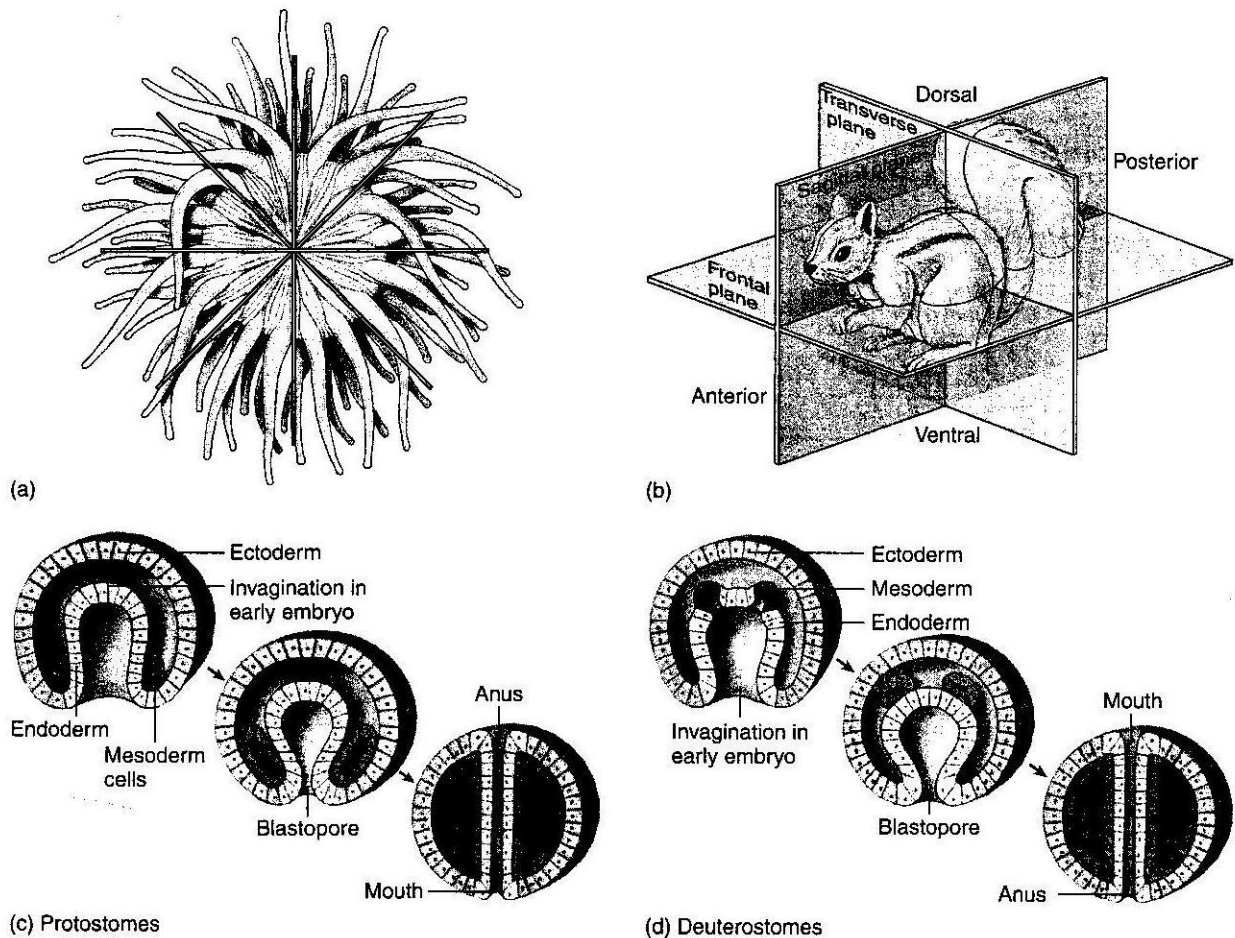 Dorsal
Transverse
plane
Sagittal plane
Posterior
Frontal
plane
Anterior
Ventral
(a)
(b)
Ectoderm
Invagination in
early embryo
Endoderm
Mesoderm
cells
Blastopore
Anus
Mouth
(c) Protostomes
Ectoderm
Mesoderm
Endoderm
Invagination in
early embryo
Blastopore
Mouth
Anus
(d) Deuterostomes